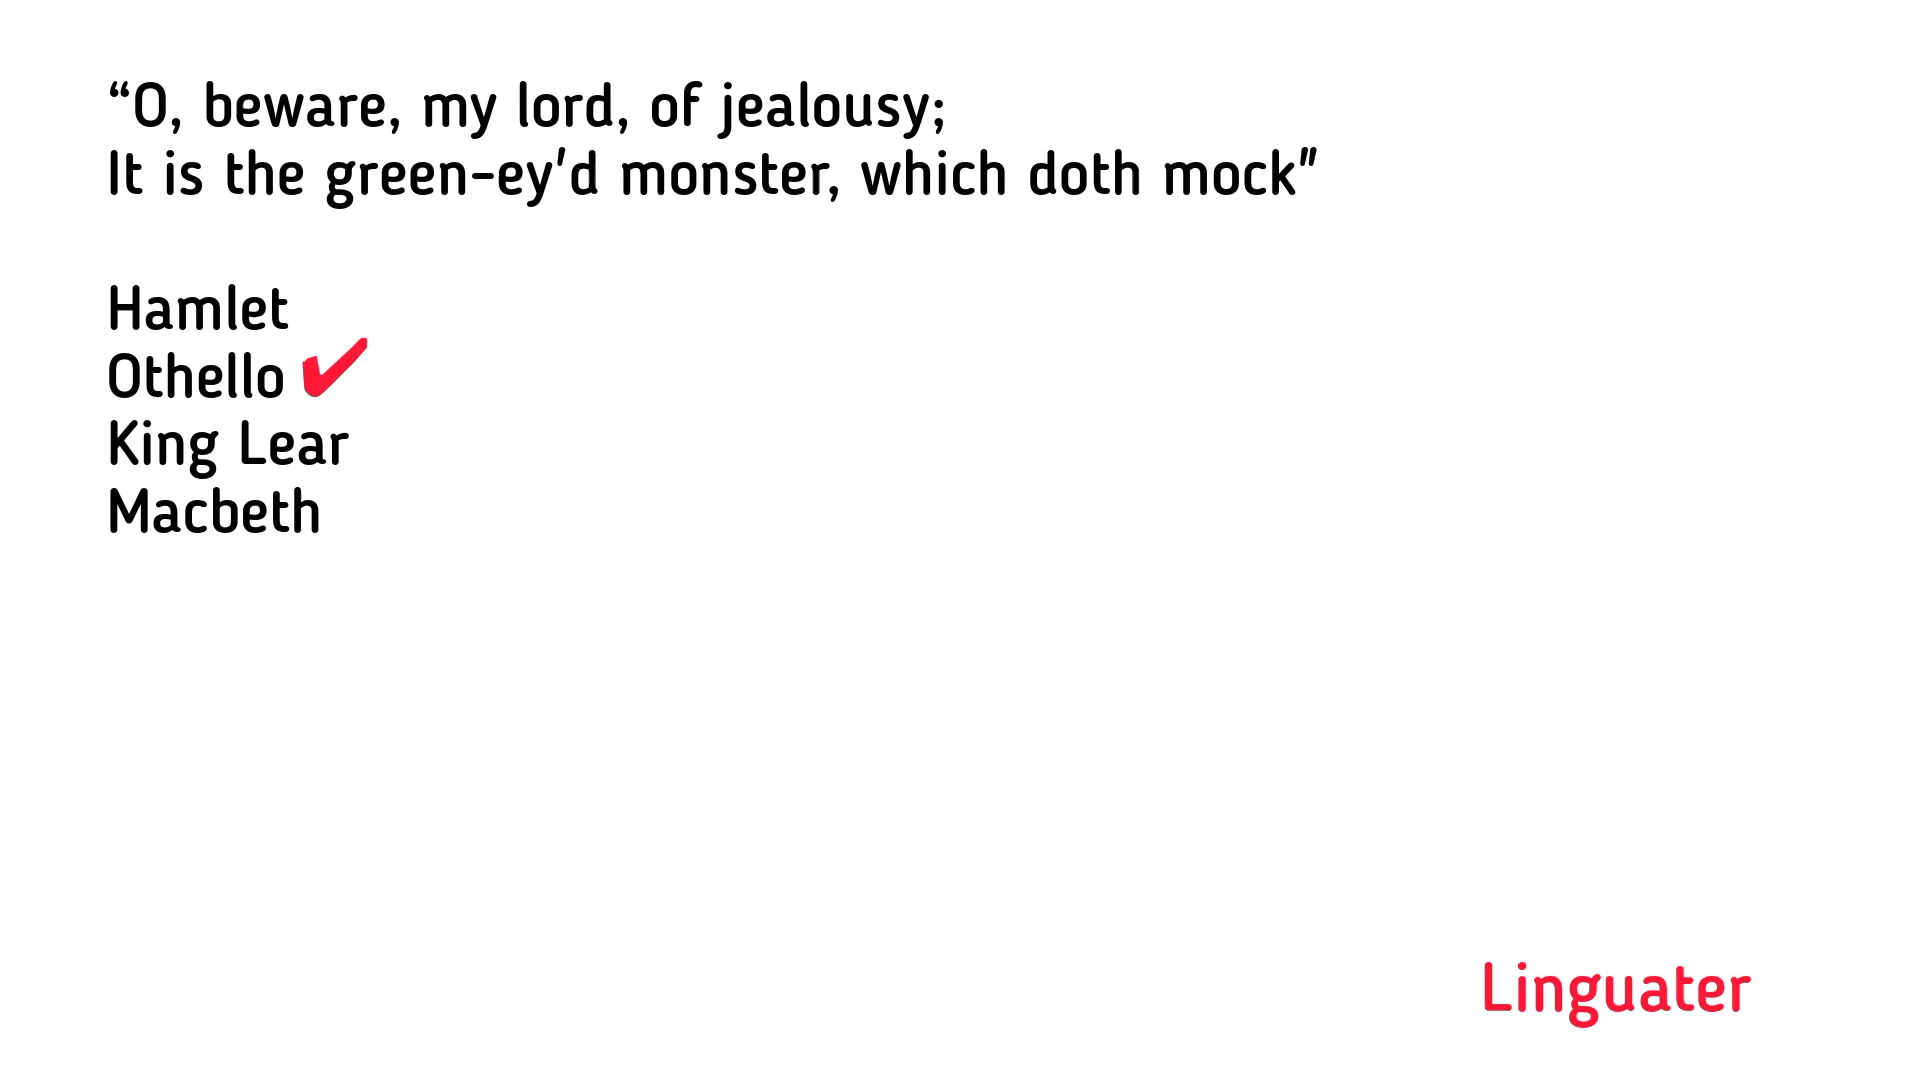 “O, beware, my lord, of jealousy;
It is the green-ey'd monster, which doth mock"
Hamlet
Othello ✔
King Lear
Macbeth
Linguater